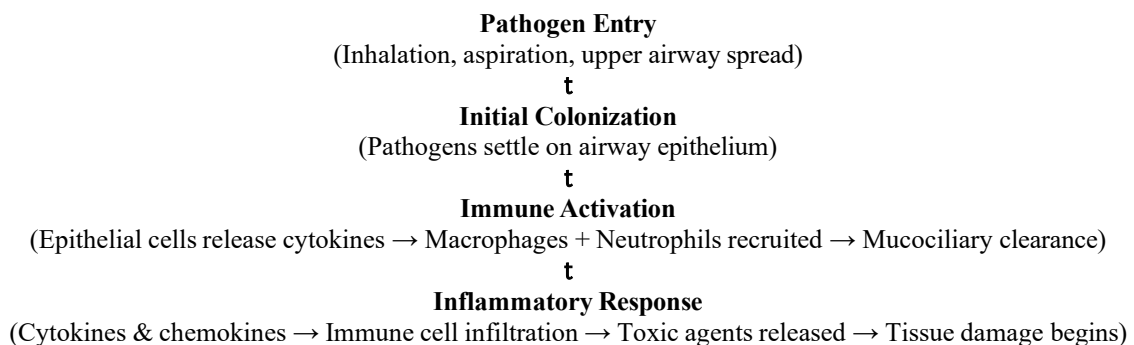 Pathogen Entry
(Inhalation, aspiration, upper airway spread)
t
Initial Colonization
(Pathogens settle on airway epithelium)
t
Immune Activation
(Epithelial cells release cytokines → Macrophages + Neutrophils recruited → Mucociliary clearance)
t
Inflammatory Response
(Cytokines & chemokines → Immune cell infiltration → Toxic agents released → Tissue damage begins)